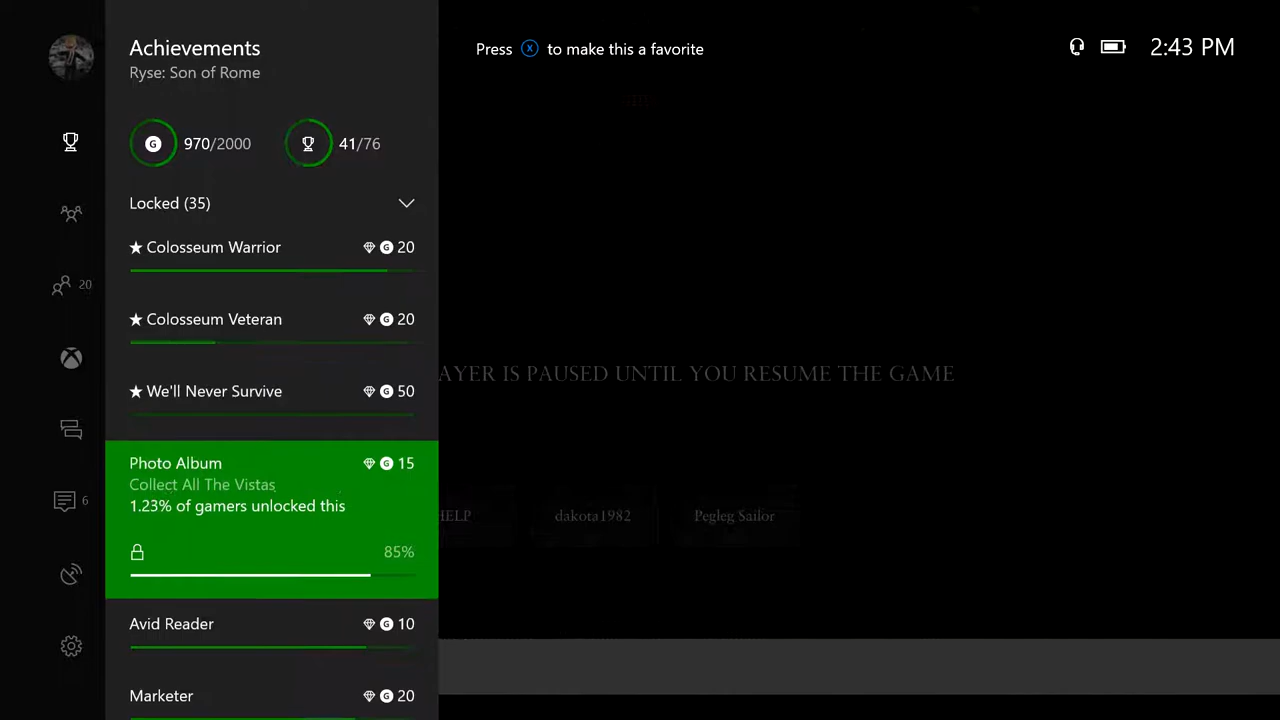 Achievements
Ryse: Son of Rome
Press X to make this a favorite
2:43 PM
G 970/2000
41/76
Locked (35)
★ Colosseum Warrior G 20
★ Colosseum Veteran G 20
20
★ We'll Never Survive G 50
AYER IS PAUSED UNTIL YOU RESUME THE GAME
Photo Album G 15
Collect All The Vistas
1.23% of gamers unlocked this
85%
6
HELP
dakota1982
Pegleg Sailor
Avid Reader G 10
Marketer G 20